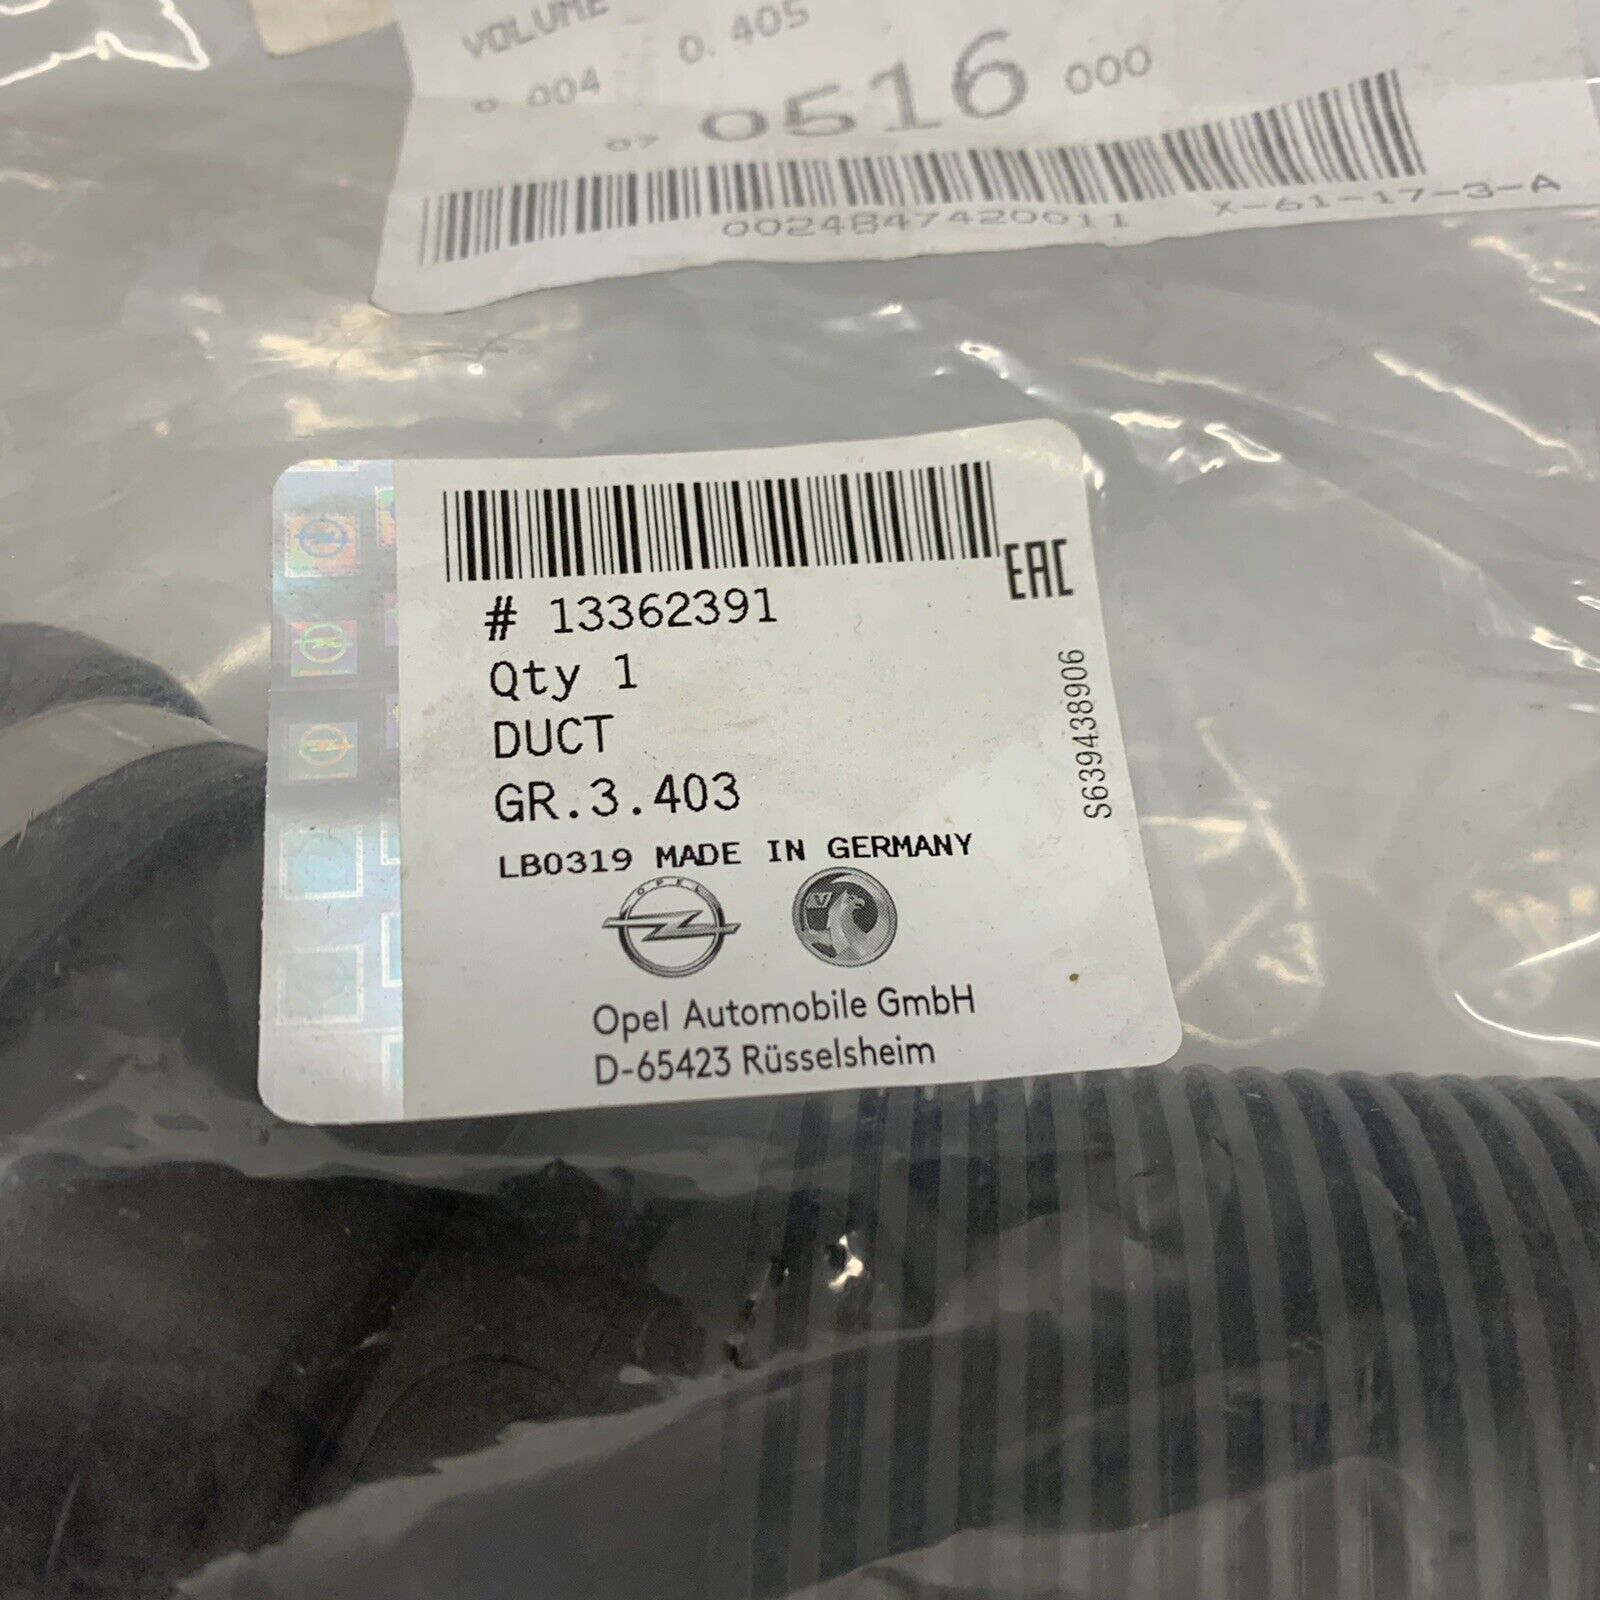 VOLUME
0.004 0.405
07 0516 000
0024847420011 X-61-17-3-A
EAC
# 13362391
Qty 1
DUCT
GR.3.403
LB0319 MADE IN GERMANY
S639438906
OPEL
Opel Automobile GmbH
D-65423 Rüsselsheim